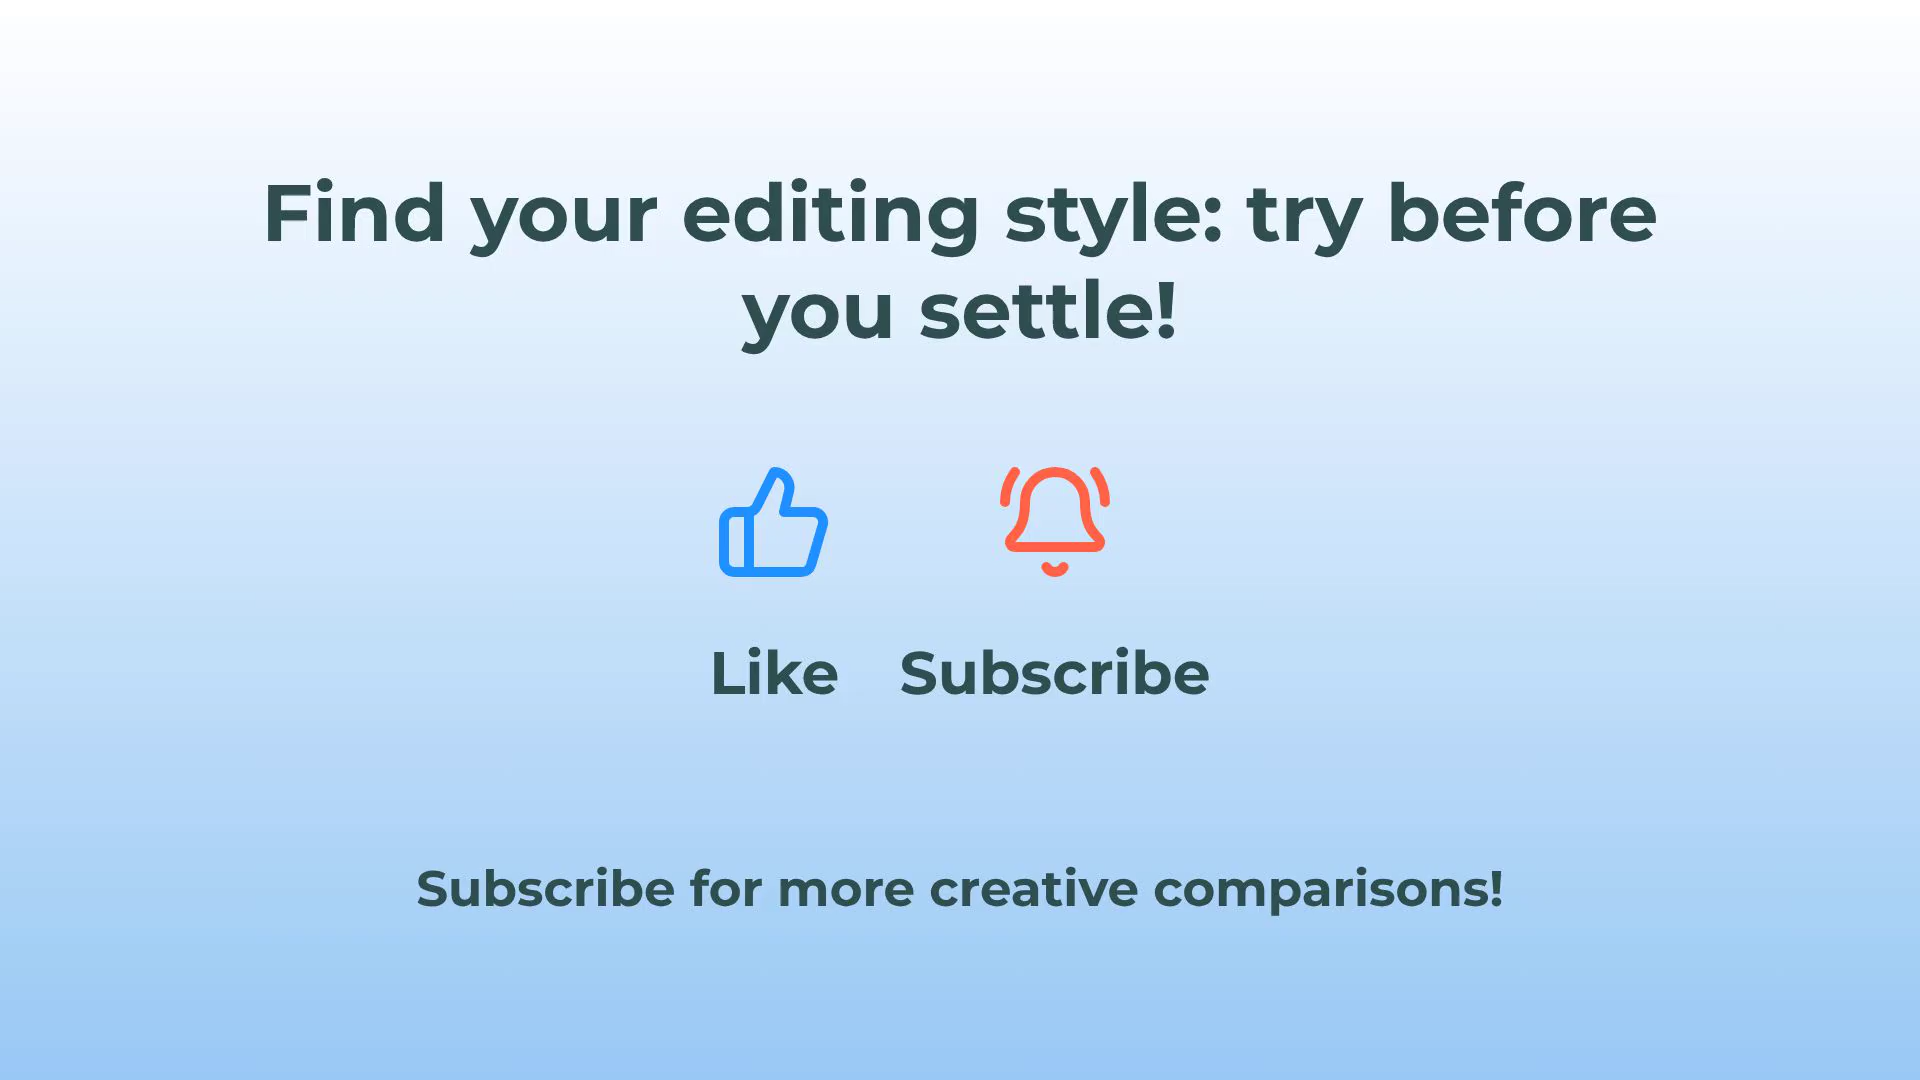 Find your editing style: try before
you settle!
Like Subscribe
Subscribe for more creative comparisons!